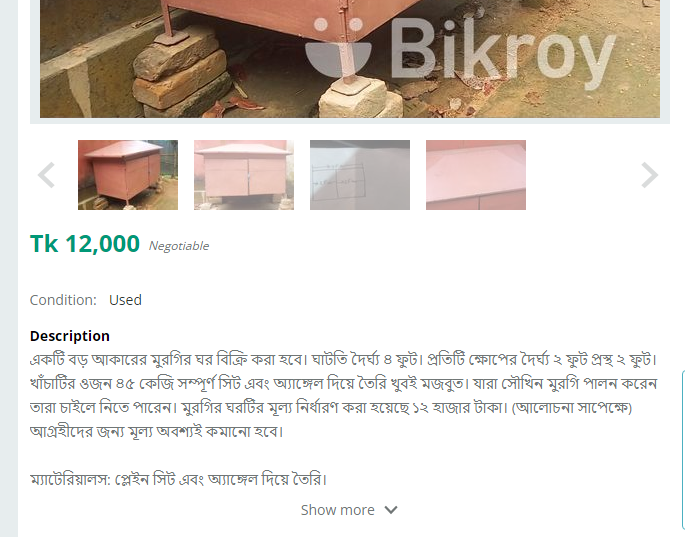 Bikroy
Tk 12,000 Negotiable
Condition: Used
Description
একটি বড় আকারের মুরগির ঘর বিক্রি করা হবে। ঘাটতি দৈর্ঘ্য ৪ ফুট। প্রতিটি ক্ষোপের দৈর্ঘ্য ২ ফুট প্রস্থ ২ ফুট।
খাঁচাটির ওজন ৪৫ কেজি সম্পূর্ণ সিট এবং অ্যাঙ্গেল দিয়ে তৈরি খুবই মজবুত। যারা সৌখিন মুরগি পালন করেন
তারা চাইলে নিতে পারেন। মুরগির ঘরটির মূল্য নির্ধারণ করা হয়েছে ১২ হাজার টাকা। (আলোচনা সাপেক্ষে)
আগ্রহীদের জন্য মূল্য অবশ্যই কমানো হবে।
ম্যাটেরিয়ালস: প্লেইন সিট এবং অ্যাঙ্গেল দিয়ে তৈরি।
Show more